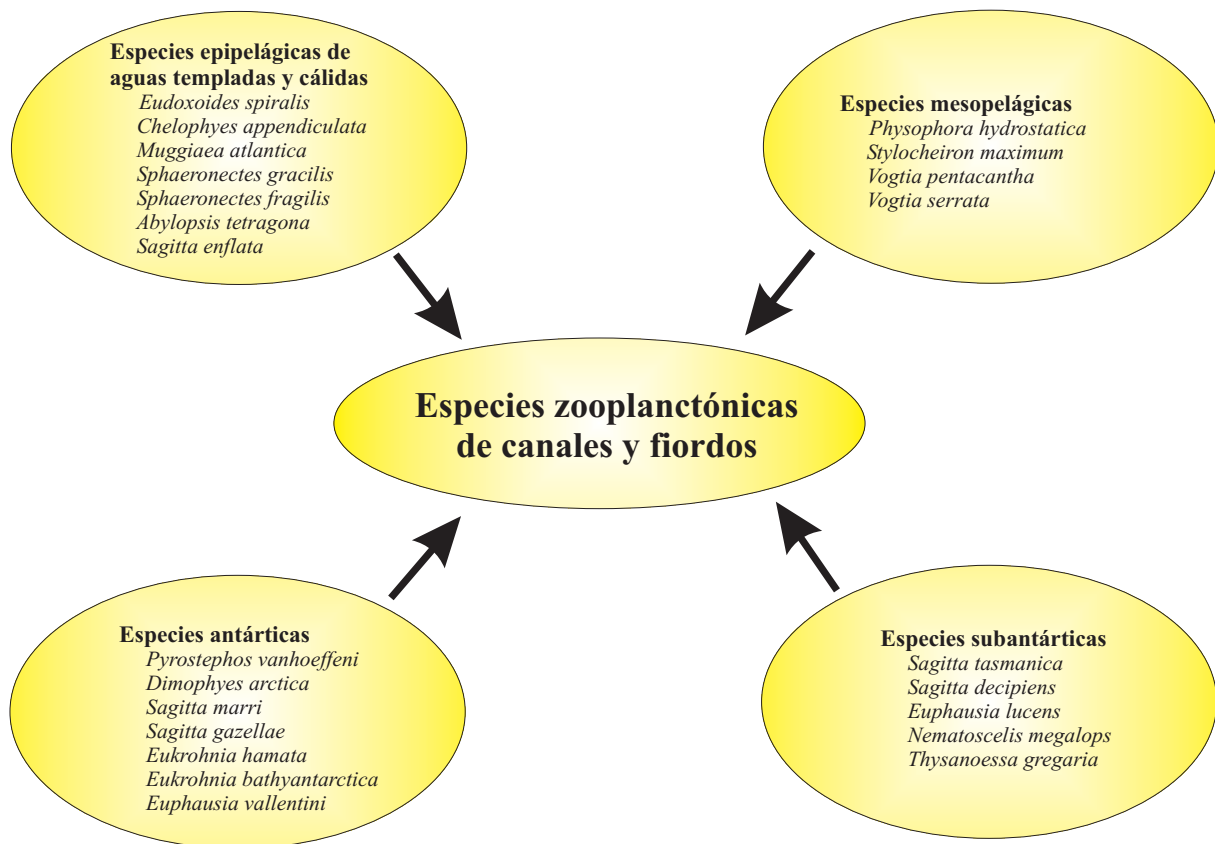 Especies epipelágicas de
aguas templadas y cálidas
Eudoxoides spiralis
Chelophyes appendiculata
Muggiaea atlantica
Sphaeronectes gracilis
Sphaeronectes fragilis
Abylopsis tetragona
Sagitta enflata
Especies mesopelágicas
Physophora hydrostatica
Stylocheiron maximum
Vogtia pentacantha
Vogtia serrata
Especies zooplanctónicas
de canales y fiordos
Especies antárticas
Pyrostephos vanhoeffeni
Dimophyes arctica
Sagitta marri
Sagitta gazellae
Eukrohnia hamata
Eukrohnia bathyantarctica
Euphausia vallentini
Especies subantárticas
Sagitta tasmanica
Sagitta decipiens
Euphausia lucens
Nematoscelis megalops
Thysanoessa gregaria